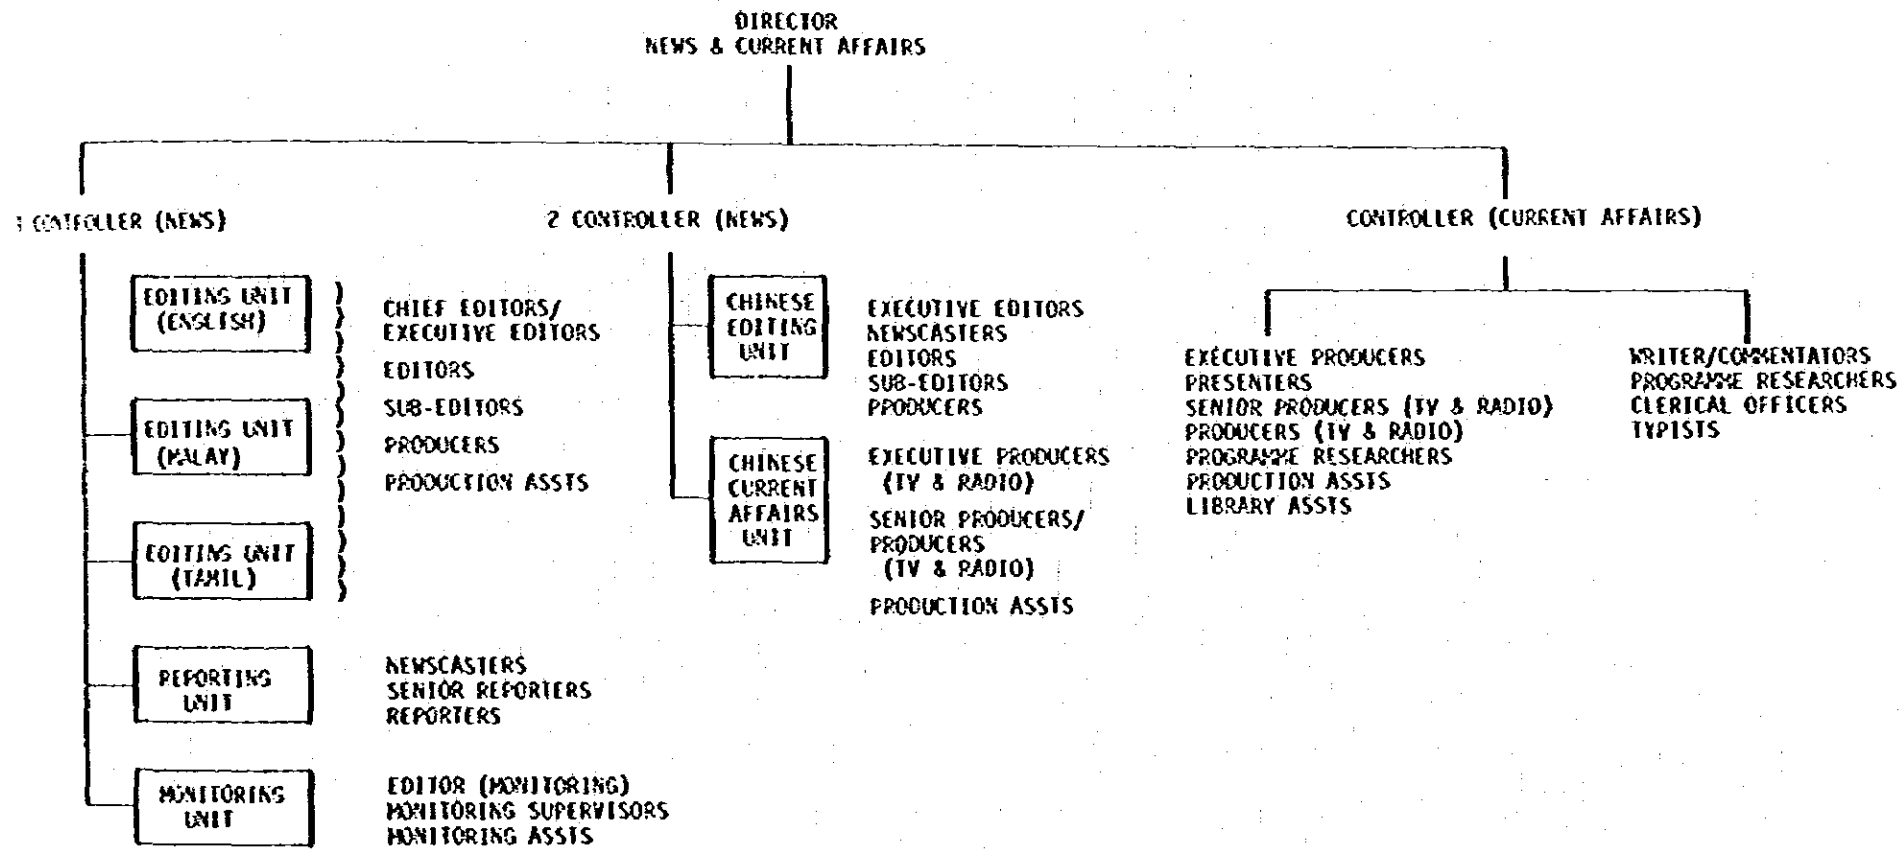 DIRECTOR
NEWS & CURRENT AFFAIRS
1 CONTROLLER (NEWS)
EDITING UNIT
(ENGLISH)
EDITING UNIT
(MALAY)
EDITING UNIT
(TAMIL)
CHIEF EDITORS/
EXECUTIVE EDITORS
EDITORS
SUB-EDITORS
PRODUCERS
PRODUCTION ASSTS
REPORTING
UNIT
NEWSCASTERS
SENIOR REPORTERS
REPORTERS
MONITORING
UNIT
EDITOR (MONITORING)
MONITORING SUPERVISORS
MONITORING ASSTS
2 CONTROLLER (NEWS)
CHINESE
EDITING
UNIT
EXECUTIVE EDITORS
NEWSCASTERS
EDITORS
SUB-EDITORS
PRODUCERS
CHINESE
CURRENT
AFFAIRS
UNIT
EXECUTIVE PRODUCERS
(TV & RADIO)
SENIOR PRODUCERS/
PRODUCERS
(TV & RADIO)
PRODUCTION ASSTS
CONTROLLER (CURRENT AFFAIRS)
EXECUTIVE PRODUCERS
PRESENTERS
SENIOR PRODUCERS (TV & RADIO)
PRODUCERS (TV & RADIO)
PROGRAMME RESEARCHERS
PRODUCTION ASSTS
LIBRARY ASSTS
WRITER/COMMENTATORS
PROGRAMME RESEARCHERS
CLERICAL OFFICERS
TYPISTS